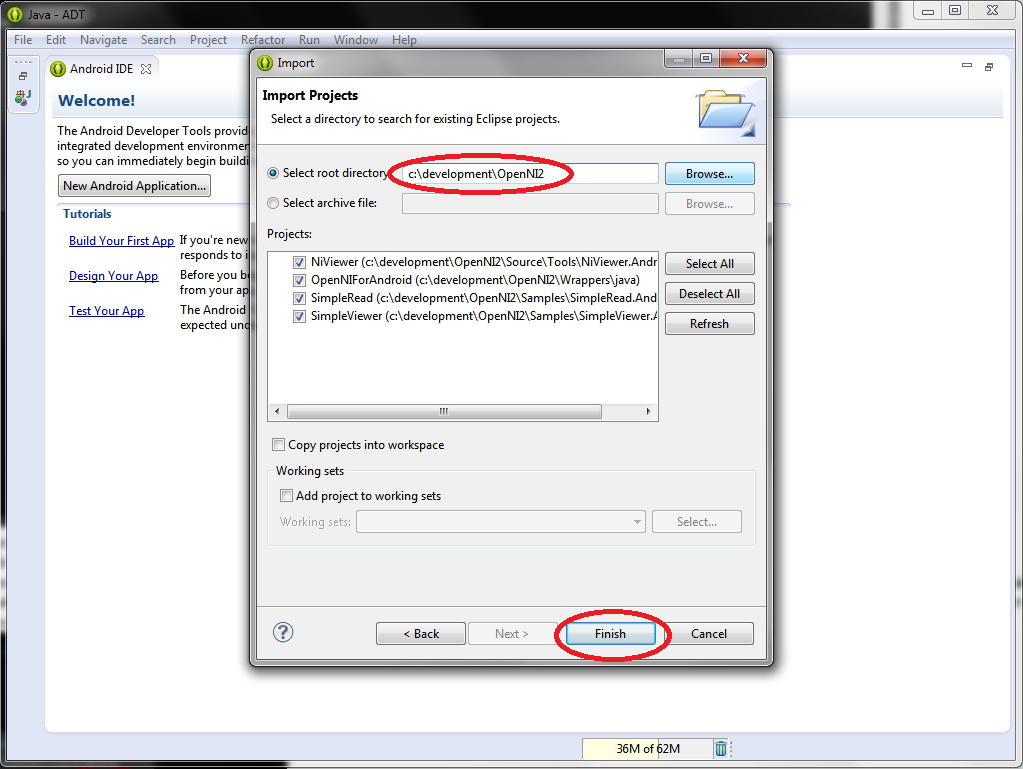 Java - ADT
File Edit Navigate Search Project Refactor Run Window Help
Android IDE
Welcome!
The Android Developer Tools provid
integrated development environmen
so you can immediately begin buildi
New Android Application...
Tutorials
Build Your First App If you're new
responds to i
Design Your App Before you b
from your ap
Test Your App The Android
expected und
Import
Import Projects
Select a directory to search for existing Eclipse projects.
Select root directory c:\development\OpenNI2 Browse...
Select archive file: Browse...
Projects:
NiViewer (c:\development\OpenNI2\Source\Tools\NiViewer.Andr
OpenNIForAndroid (c:\development\OpenNI2\Wrappers\java)
SimpleRead (c:\development\OpenNI2\Samples\SimpleRead.And
SimpleViewer (c:\development\OpenNI2\Samples\SimpleViewer.A
Select All
Deselect All
Refresh
Copy projects into workspace
Working sets
Add project to working sets
Working sets: Select...
? < Back Next > Finish Cancel
36M of 62M